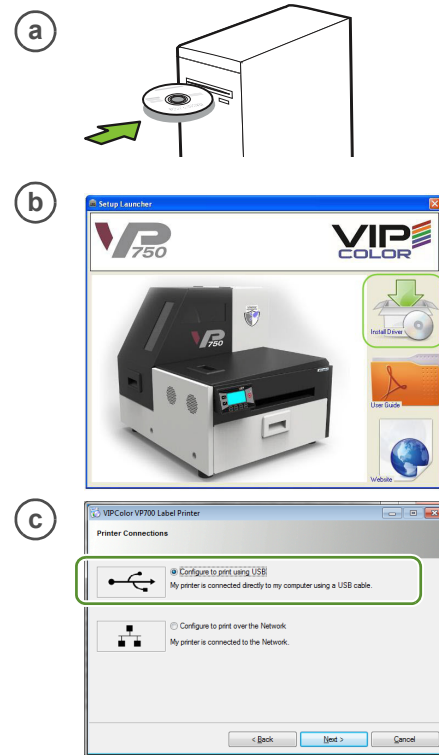 a
b
Setup Launcher
VP
750
VIP
COLOR
VP
750
Install Driver
User Guide
Website
c
VIPColor VP700 Label Printer
Printer Connections
Configure to print using USB
My printer is connected directly to my computer using a USB cable.
Configure to print over the Network
My printer is connected to the Network.
< Back Next > Cancel